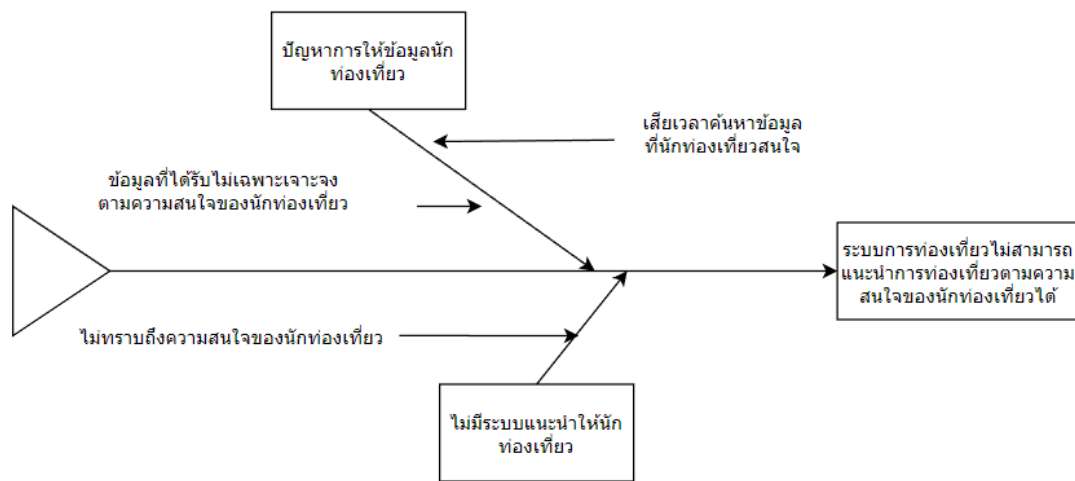 ปัญหาการให้ข้อมูลนัก
ท่องเที่ยว
เสียเวลาค้นหาข้อมูล
ที่นักท่องเที่ยวสนใจ
ข้อมูลที่ได้รับไม่เฉพาะเจาะจง
ตามความสนใจของนักท่องเที่ยว
ระบบการท่องเที่ยวไม่สามารถ
แนะนำการท่องเที่ยวตามความ
สนใจของนักท่องเที่ยวได้
ไม่ทราบถึงความสนใจของนักท่องเที่ยว
ไม่มีระบบแนะนำให้นัก
ท่องเที่ยว